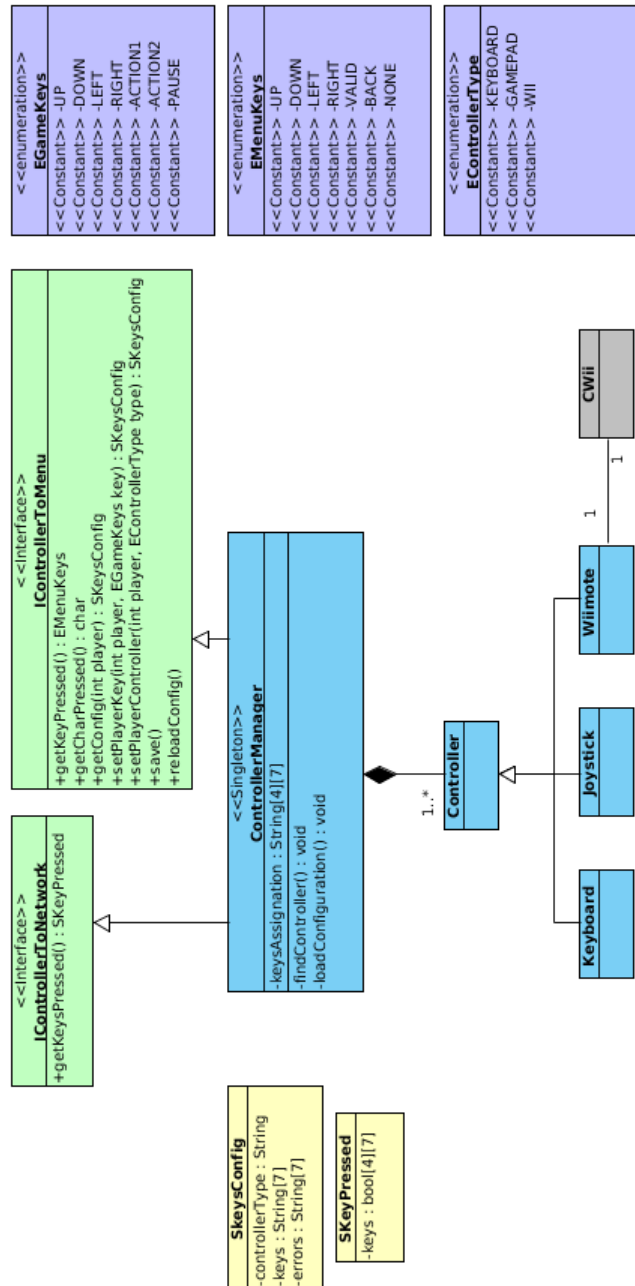 <<Interface>>
IControllerToNetwork
+getKeysPressed() : SKeyPressed
<<Interface>>
IControllerToMenu
+getKeyPressed() : EMenuKeys
+getCharPressed() : char
+getConfig(int player) : SKeysConfig
+setPlayerKey(int player, EGameKeys key) : SKeysConfig
+setPlayerController(int player, EControllerType type) : SKeysConfig
+save()
+reloadConfig()
<<enumeration>>
EGameKeys
<<Constant>> -UP
<<Constant>> -DOWN
<<Constant>> -LEFT
<<Constant>> -RIGHT
<<Constant>> -ACTION1
<<Constant>> -ACTION2
<<Constant>> -PAUSE
SkeysConfig
-controllerType : String
-keys : String[7]
-errors : String[7]
SKeyPressed
-keys : bool[4][7]
<<Singleton>>
ControllerManager
-keysAssignation : String[4][7]
-findController() : void
-loadConfiguration() : void
<<enumeration>>
EMenuKeys
<<Constant>> -UP
<<Constant>> -DOWN
<<Constant>> -LEFT
<<Constant>> -RIGHT
<<Constant>> -VALID
<<Constant>> -BACK
<<Constant>> -NONE
1..*
Controller
<<enumeration>>
EControllerType
<<Constant>> -KEYBOARD
<<Constant>> -GAMEPAD
<<Constant>> -WII
Keyboard
Joystick
Wiimote
1
1
CWii